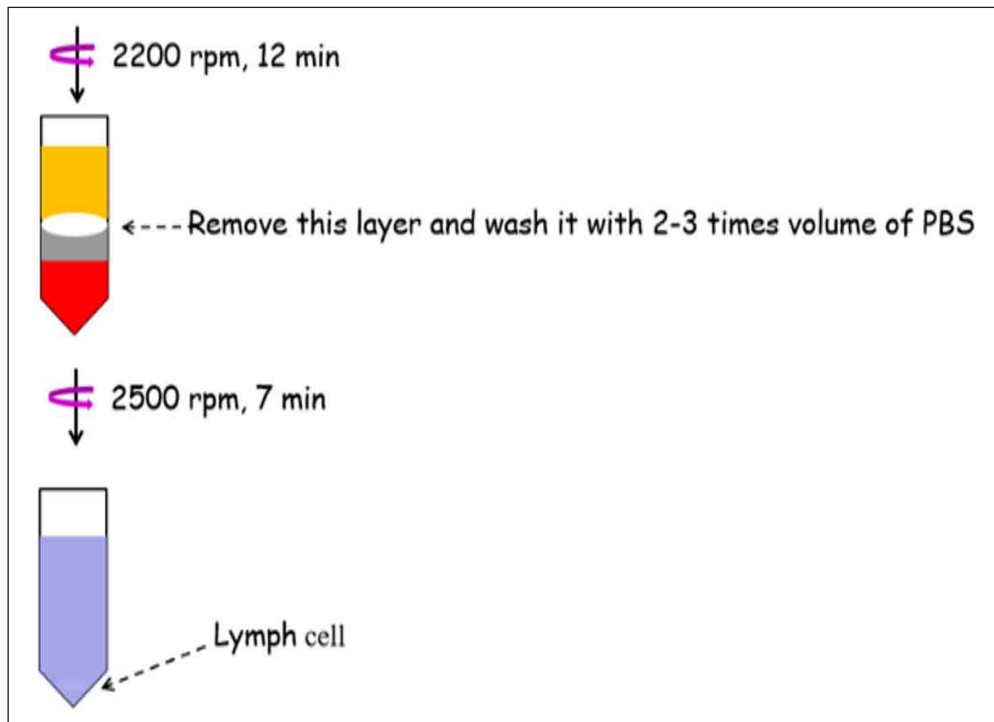 2200 rpm, 12 min
Remove this layer and wash it with 2-3 times volume of PBS
2500 rpm, 7 min
Lymph cell